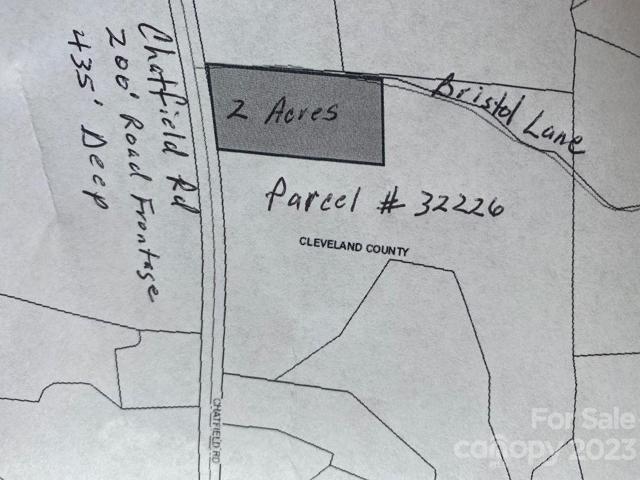 Chatfield Rd
200' Road Frontage
435' Deep
2 Acres
Bristol Lane
Parcel # 32226
CLEVELAND COUNTY
CHATFIELD RD
For Sale
canopy 2023